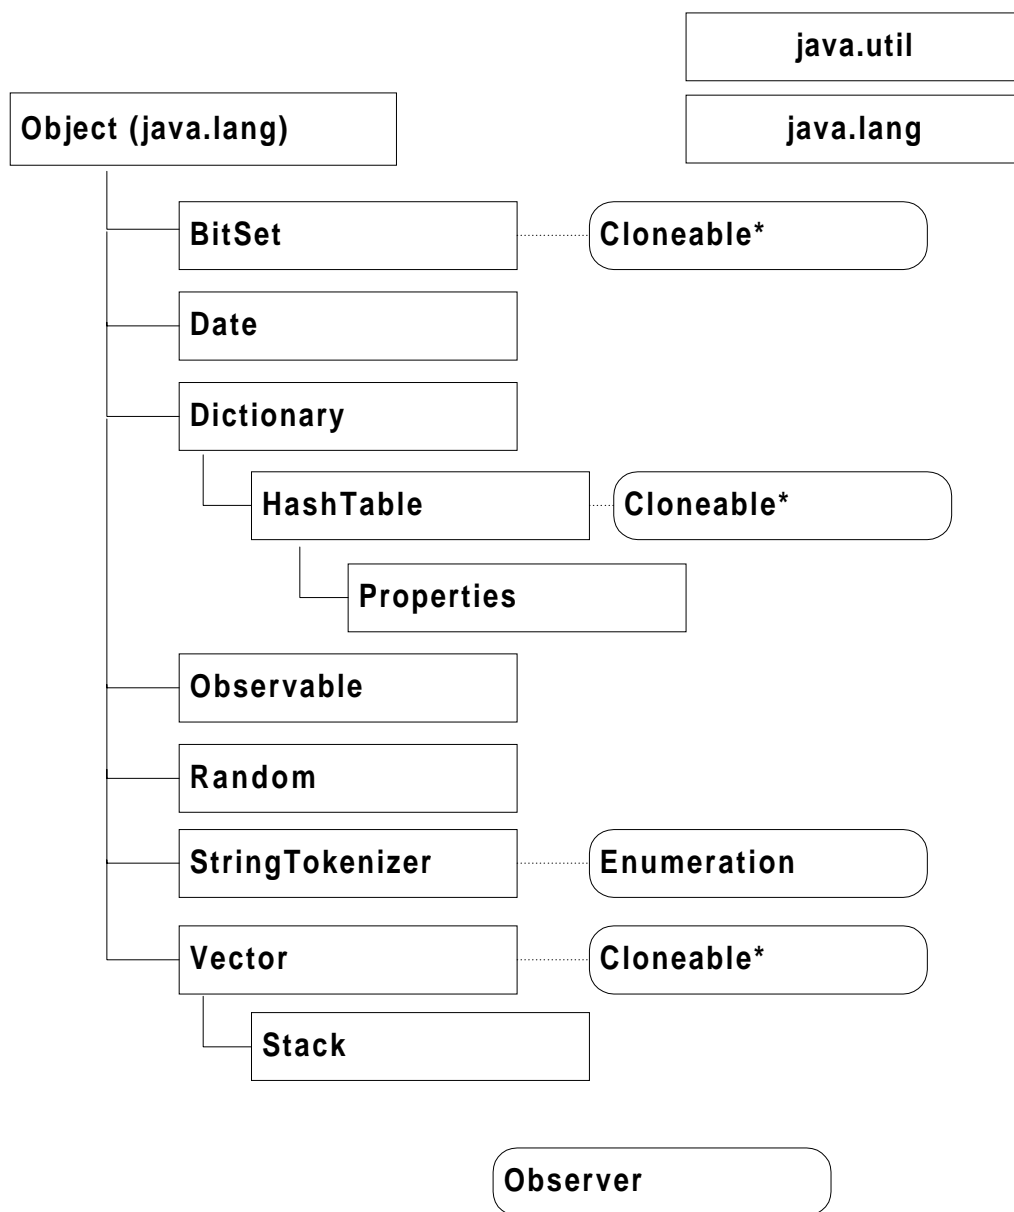 java.util
Object (java.lang)
java.lang
BitSet
Cloneable*
Date
Dictionary
HashTable
Cloneable*
Properties
Observable
Random
StringTokenizer
Enumeration
Vector
Cloneable*
Stack
Observer